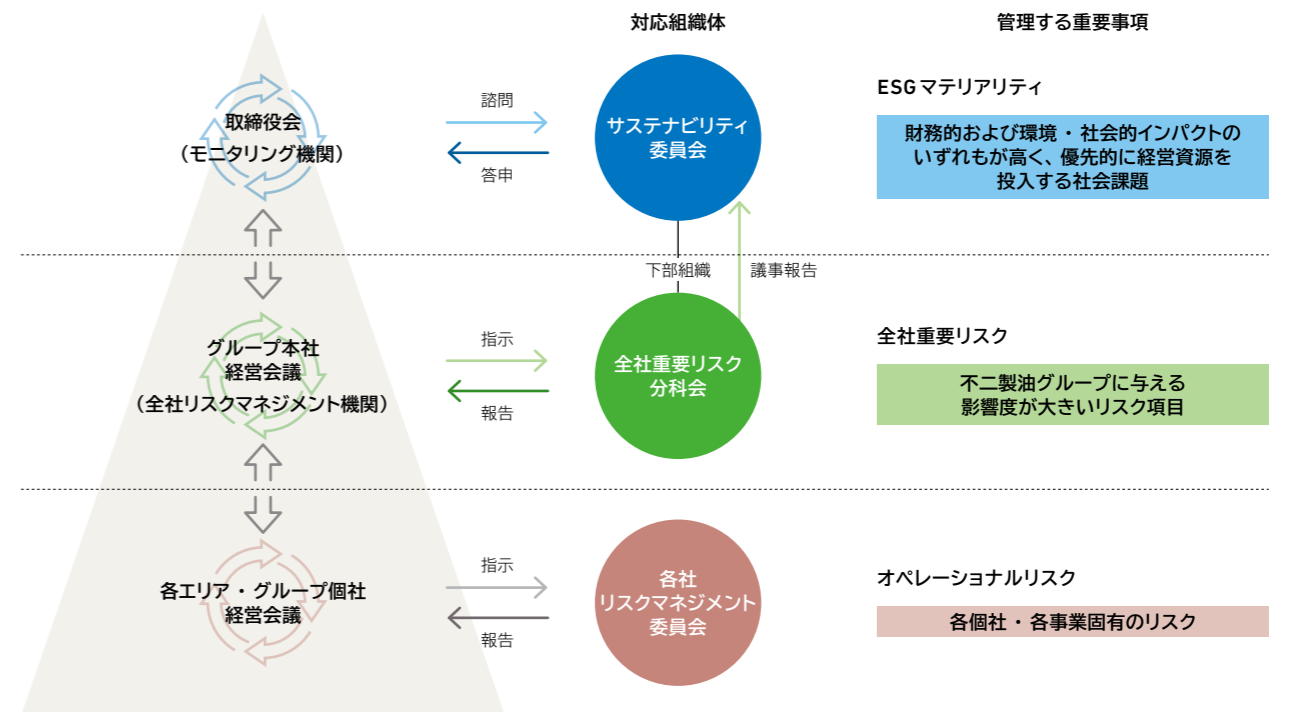 対応組織体
管理する重要事項
取締役会
（モニタリング機関）
諮問
答申
サステナビリティ
委員会
ESGマテリアリティ
財務的および環境・社会的インパクトの
いずれもが高く、優先的に経営資源を
投入する社会課題
下部組織
議事報告
グループ本社
経営会議
（全社リスクマネジメント機関）
指示
報告
全社重要リスク
分科会
全社重要リスク
不二製油グループに与える
影響度が大きいリスク項目
各エリア・グループ個社
経営会議
指示
報告
各社
リスクマネジメント
委員会
オペレーショナルリスク
各個社・各事業固有のリスク